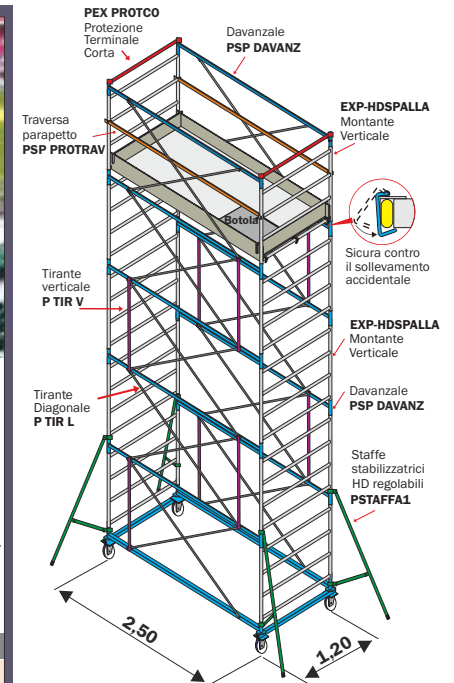 PEX PROTCO
Protezione
Terminale
Corta
Davanzale
PSP DAVANZ
EXP-HDSPALLA
Montante
Verticale
Traversa
parapetto
PSP PROTRAV
Botola
Sicura contro
il sollevamento
accidentale
Tirante
verticale
P TIR V
EXP-HDSPALLA
Montante
Verticale
Tirante
Diagonale
P TIR L
Davanzale
PSP DAVANZ
Staffe
stabilizzatrici
HD regolabili
PSTAFFA1
2,50
1,20